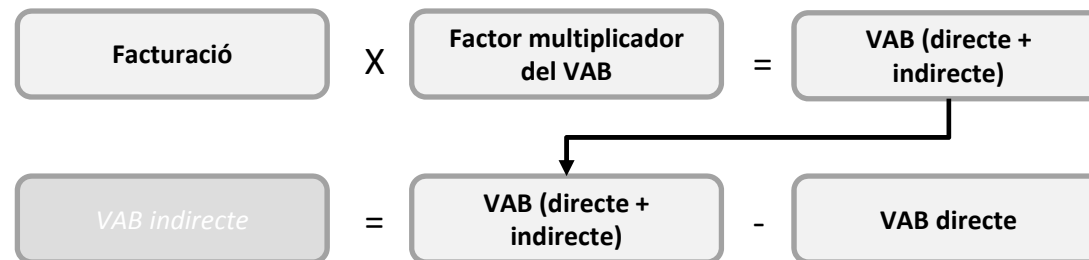 Facturació
X
Factor multiplicador
del VAB
=
VAB (directe +
indirecte)
VAB indirecte
=
VAB (directe +
indirecte)
-
VAB directe